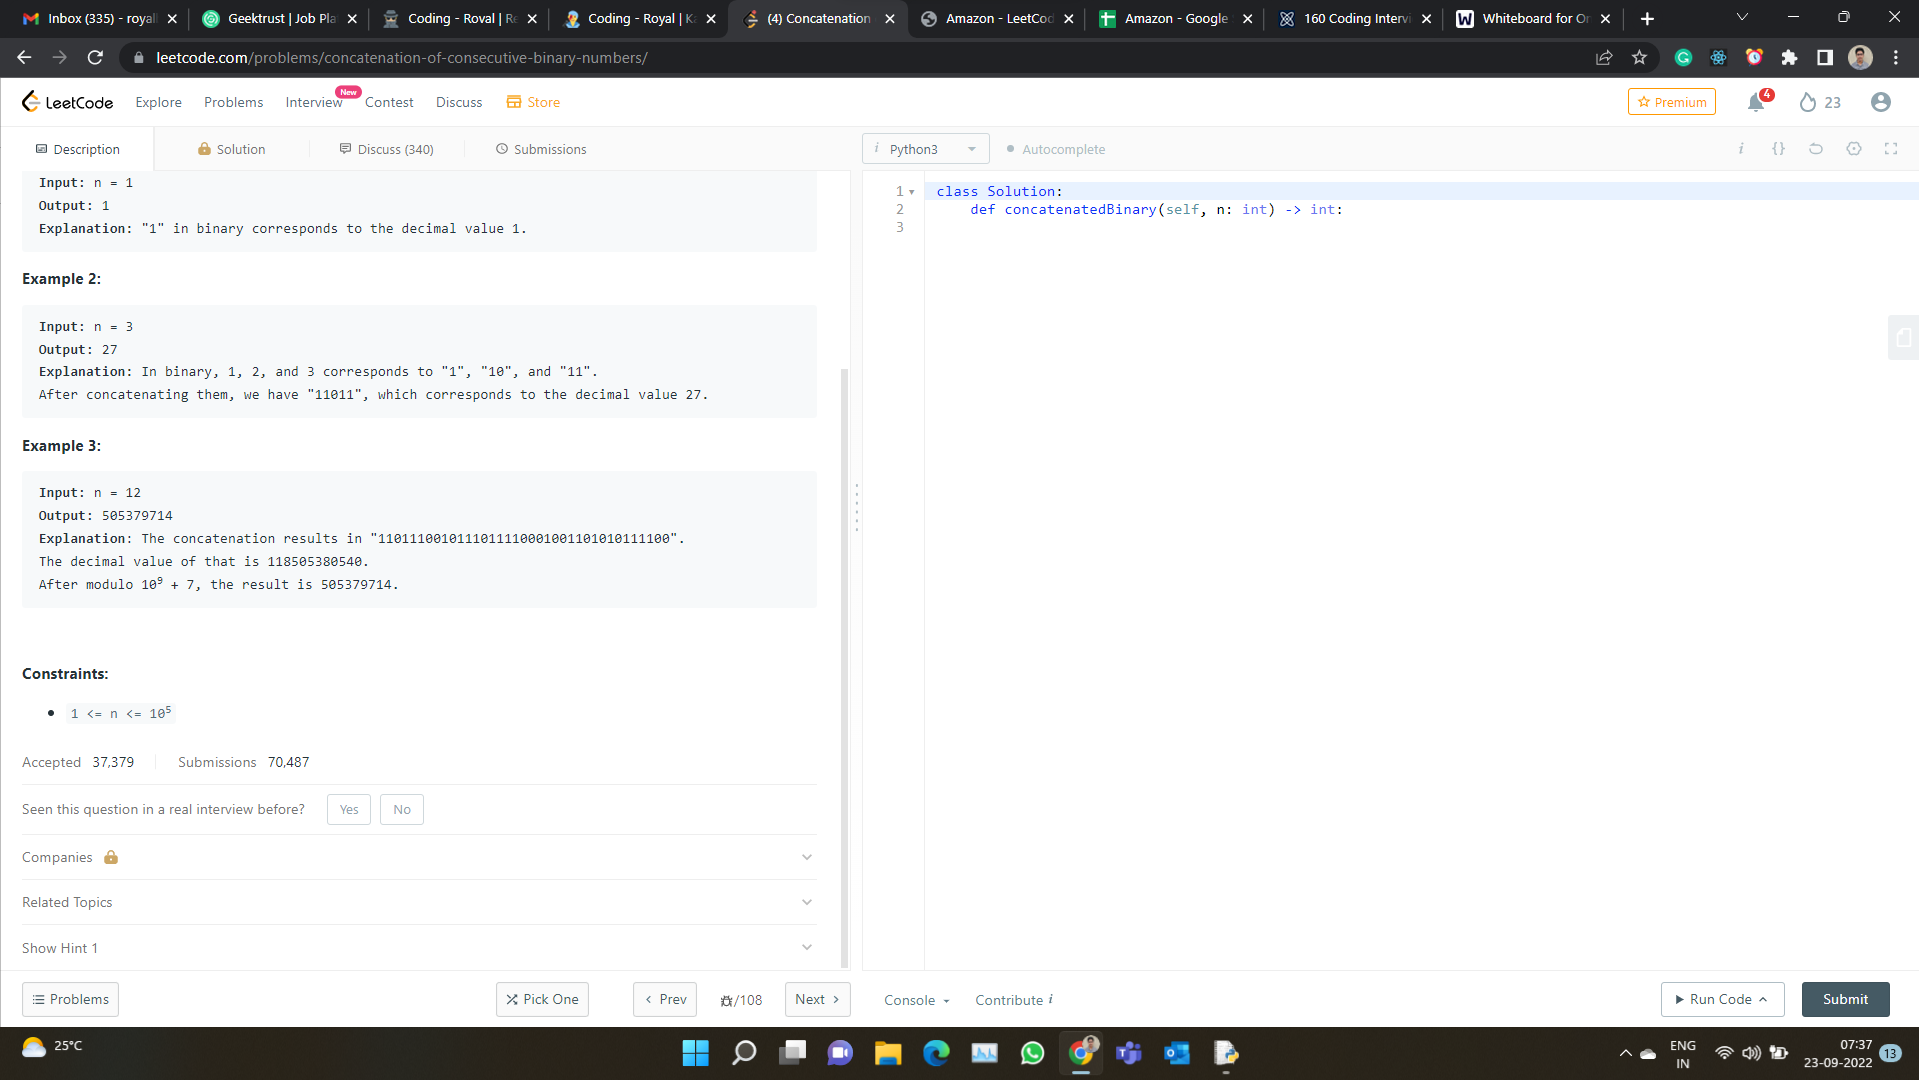 Inbox (335) - royall
Geektrust | Job Pla
Coding - Royal | Re
Coding - Royal | Ka
(4) Concatenation
Amazon - LeetCod
Amazon - Google
160 Coding Intervi
Whiteboard for On
leetcode.com/problems/concatenation-of-consecutive-binary-numbers/
LeetCode
Explore
Problems
Interview
New
Contest
Discuss
Store
Premium
4
23
Description
Solution
Discuss (340)
Submissions
i Python3
Autocomplete
i {}
Input: n = 1
Output: 1
Explanation: "1" in binary corresponds to the decimal value 1.
Example 2:
Input: n = 3
Output: 27
Explanation: In binary, 1, 2, and 3 corresponds to "1", "10", and "11".
After concatenating them, we have "11011", which corresponds to the decimal value 27.
Example 3:
Input: n = 12
Output: 505379714
Explanation: The concatenation results in "1101110010111011110001001101010111100".
The decimal value of that is 118505380540.
After modulo 10⁹ + 7, the result is 505379714.
Constraints:
1 <= n <= 10⁵
Accepted 37,379
Submissions 70,487
Seen this question in a real interview before?
Yes
No
Companies
Related Topics
Show Hint 1
1 class Solution:
2 def concatenatedBinary(self, n: int) -> int:
3
Problems
Pick One
Prev
/108
Next
Console
Contribute i
Run Code
Submit
25°C
W
ENG
IN
07:37
23-09-2022
13